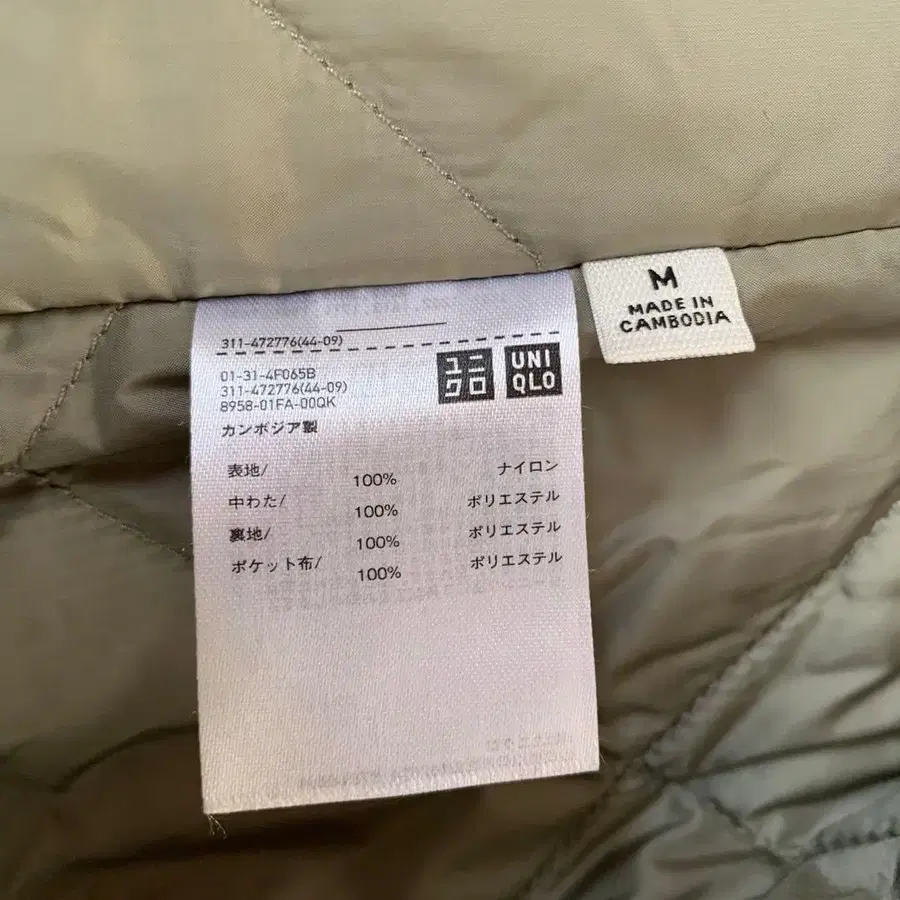 311-472776(44-09)
01-31-4F065B
311-472776(44-09)
8958-01FA-00QK
カンボジア製
ユニ
クロ
UNI
QLO
表地/ 100% ナイロン
中わた/ 100% ポリエステル
裏地/ 100% ポリエステル
ポケット布/ 100% ポリエステル
M
MADE IN
CAMBODIA